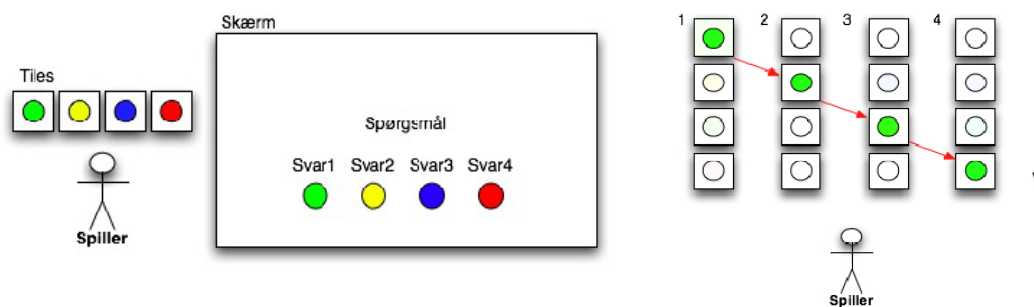 Skærm
Tiles
Spørgsmål
Svar1 Svar2 Svar3 Svar4
Spiller
1 2 3 4
Spiller